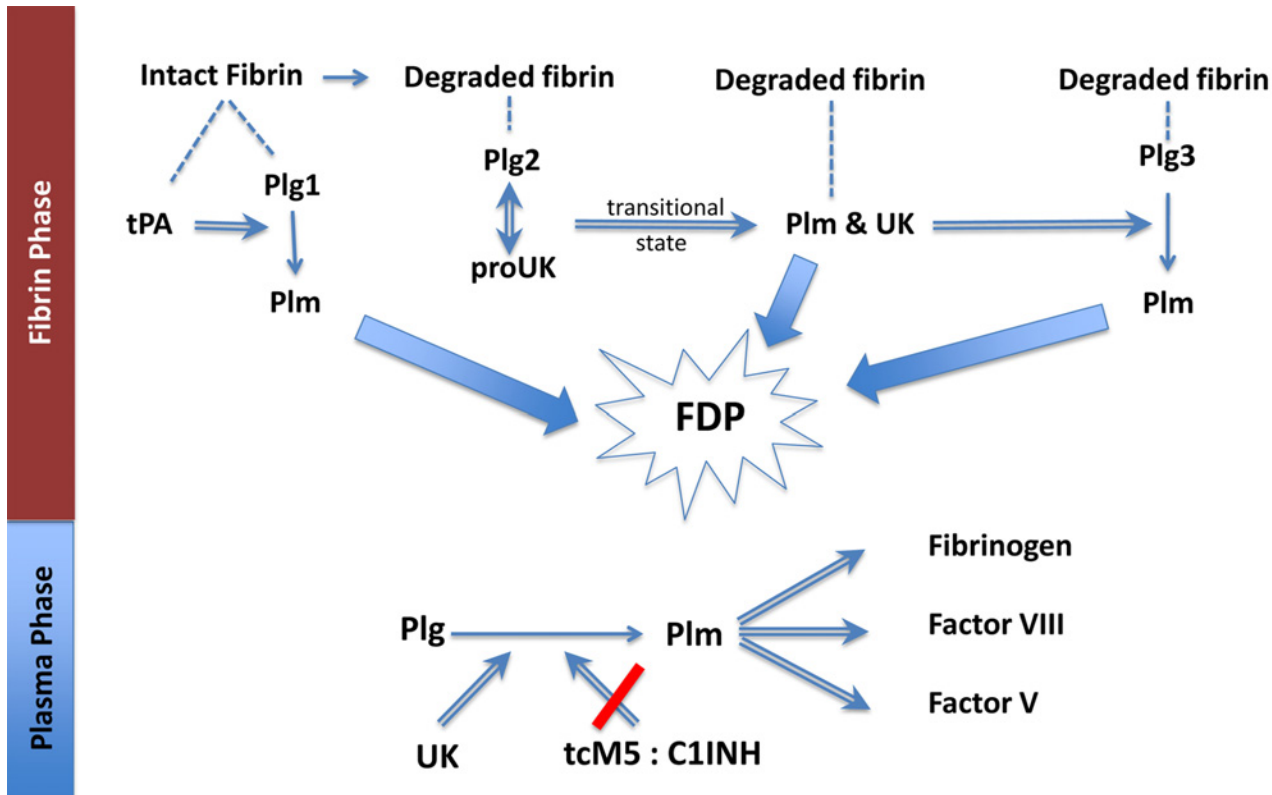 Fibrin Phase
Intact Fibrin
Degraded fibrin
Degraded fibrin
Degraded fibrin
Plg1
Plg2
Plg3
tPA
transitional
state
Plm & UK
proUK
Plm
Plm
FDP
Plasma Phase
Fibrinogen
Plg
Plm
Factor VIII
Factor V
UK
tcM5 : C1INH